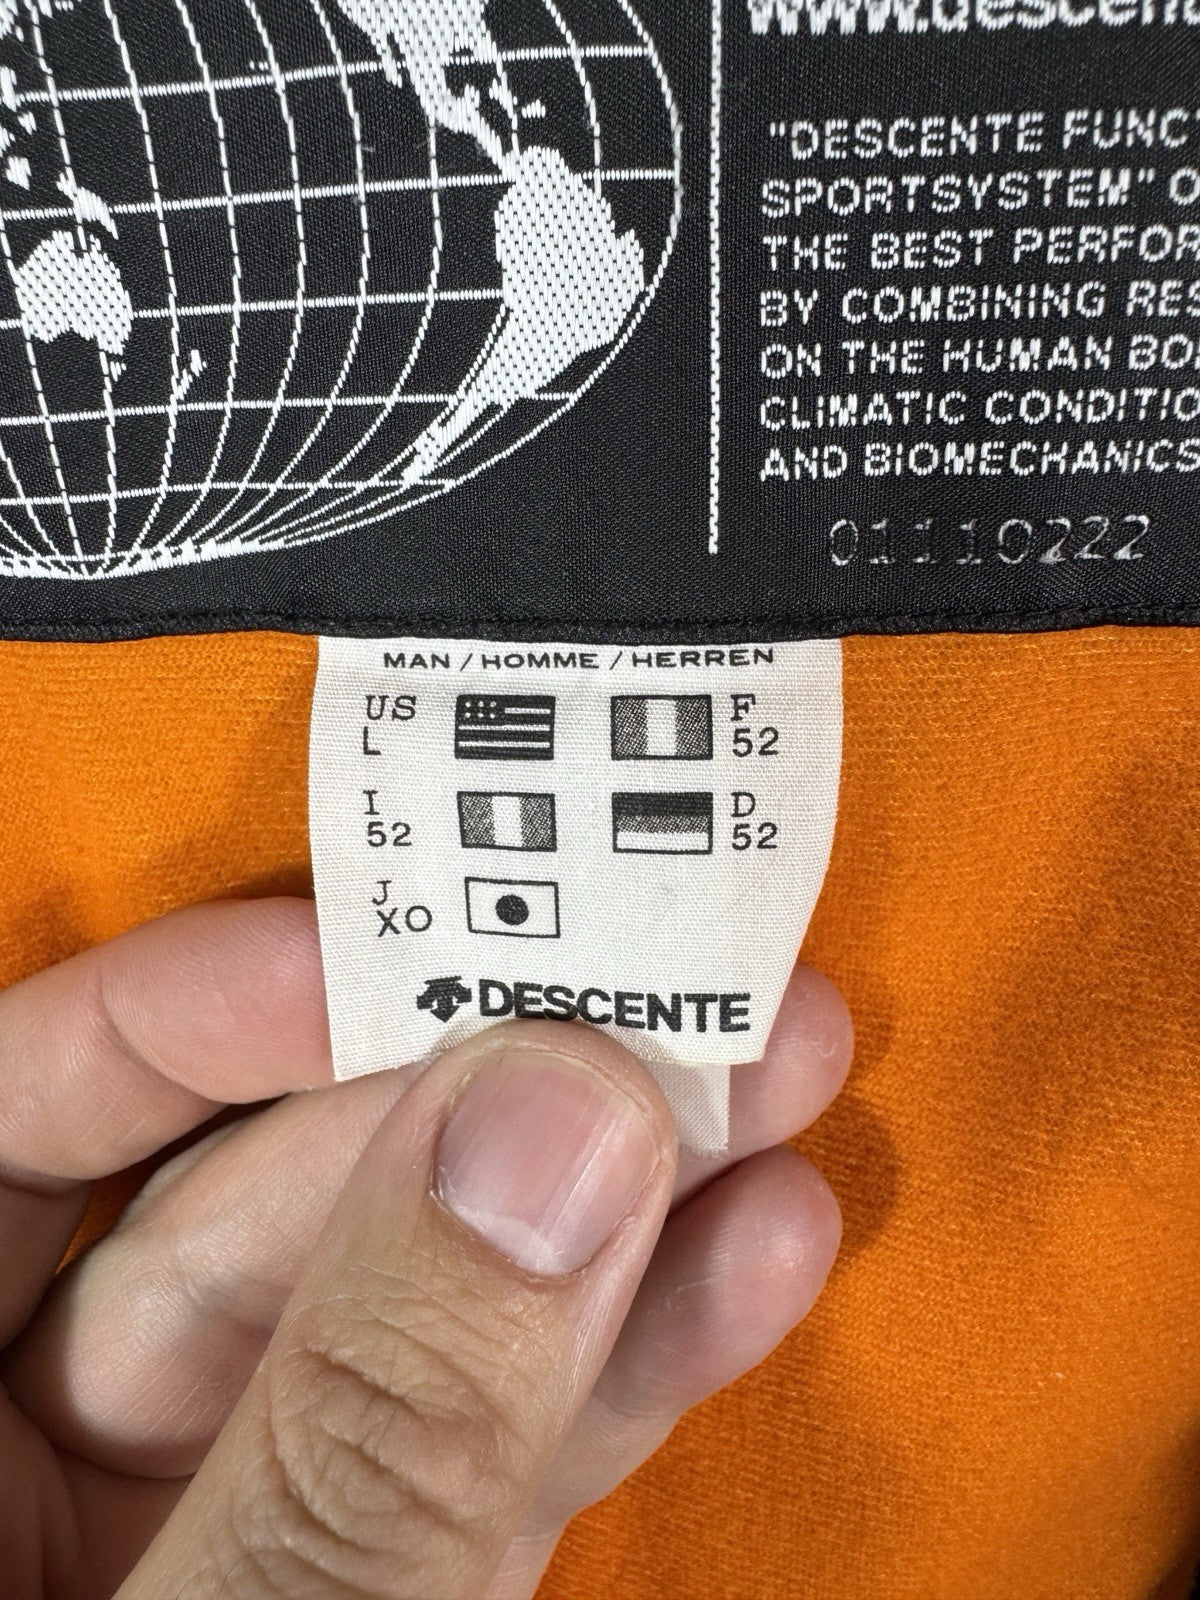 "DESCENTE FUNC
SPORTSYSTEM"
THE BEST PERFOR
BY COMBINING RES
ON THE HUMAN BO
CLIMATIC CONDITIO
AND BIOMECHANICS
01110222
MAN / HOMME / HERREN
US F
L 52
I D
52 52
J
XO
DESCENTE